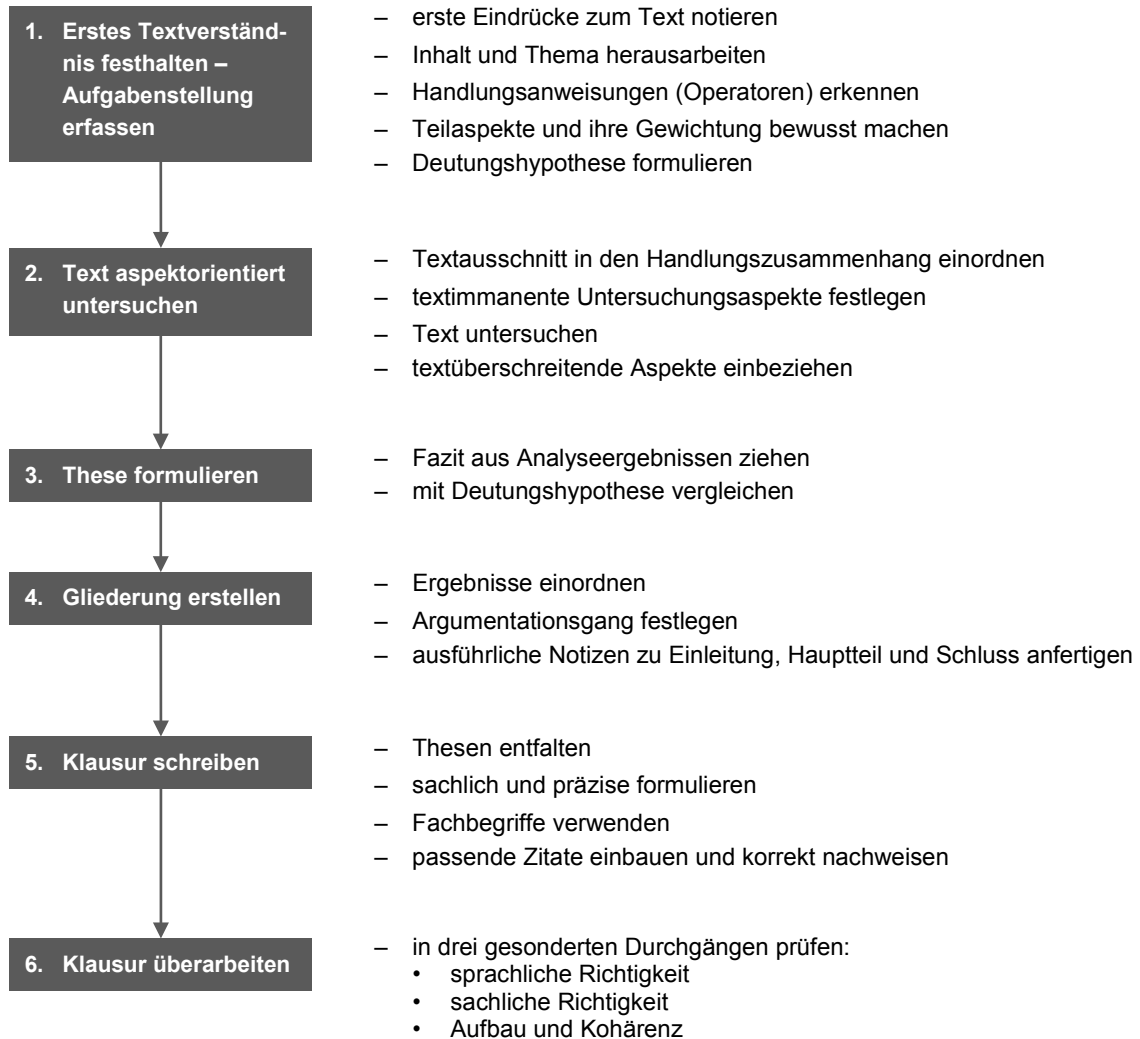 1. Erstes Textverständ-
nis festhalten –
Aufgabenstellung
erfassen
– erste Eindrücke zum Text notieren
– Inhalt und Thema herausarbeiten
– Handlungsanweisungen (Operatoren) erkennen
– Teilaspekte und ihre Gewichtung bewusst machen
– Deutungshypothese formulieren
2. Text aspektorientiert
untersuchen
– Textausschnitt in den Handlungszusammenhang einordnen
– textimmanente Untersuchungsaspekte festlegen
– Text untersuchen
– textüberschreitende Aspekte einbeziehen
3. These formulieren
– Fazit aus Analyseergebnissen ziehen
– mit Deutungshypothese vergleichen
4. Gliederung erstellen
– Ergebnisse einordnen
– Argumentationsgang festlegen
– ausführliche Notizen zu Einleitung, Hauptteil und Schluss anfertigen
5. Klausur schreiben
– Thesen entfalten
– sachlich und präzise formulieren
– Fachbegriffe verwenden
– passende Zitate einbauen und korrekt nachweisen
6. Klausur überarbeiten
– in drei gesonderten Durchgängen prüfen:
• sprachliche Richtigkeit
• sachliche Richtigkeit
• Aufbau und Kohärenz